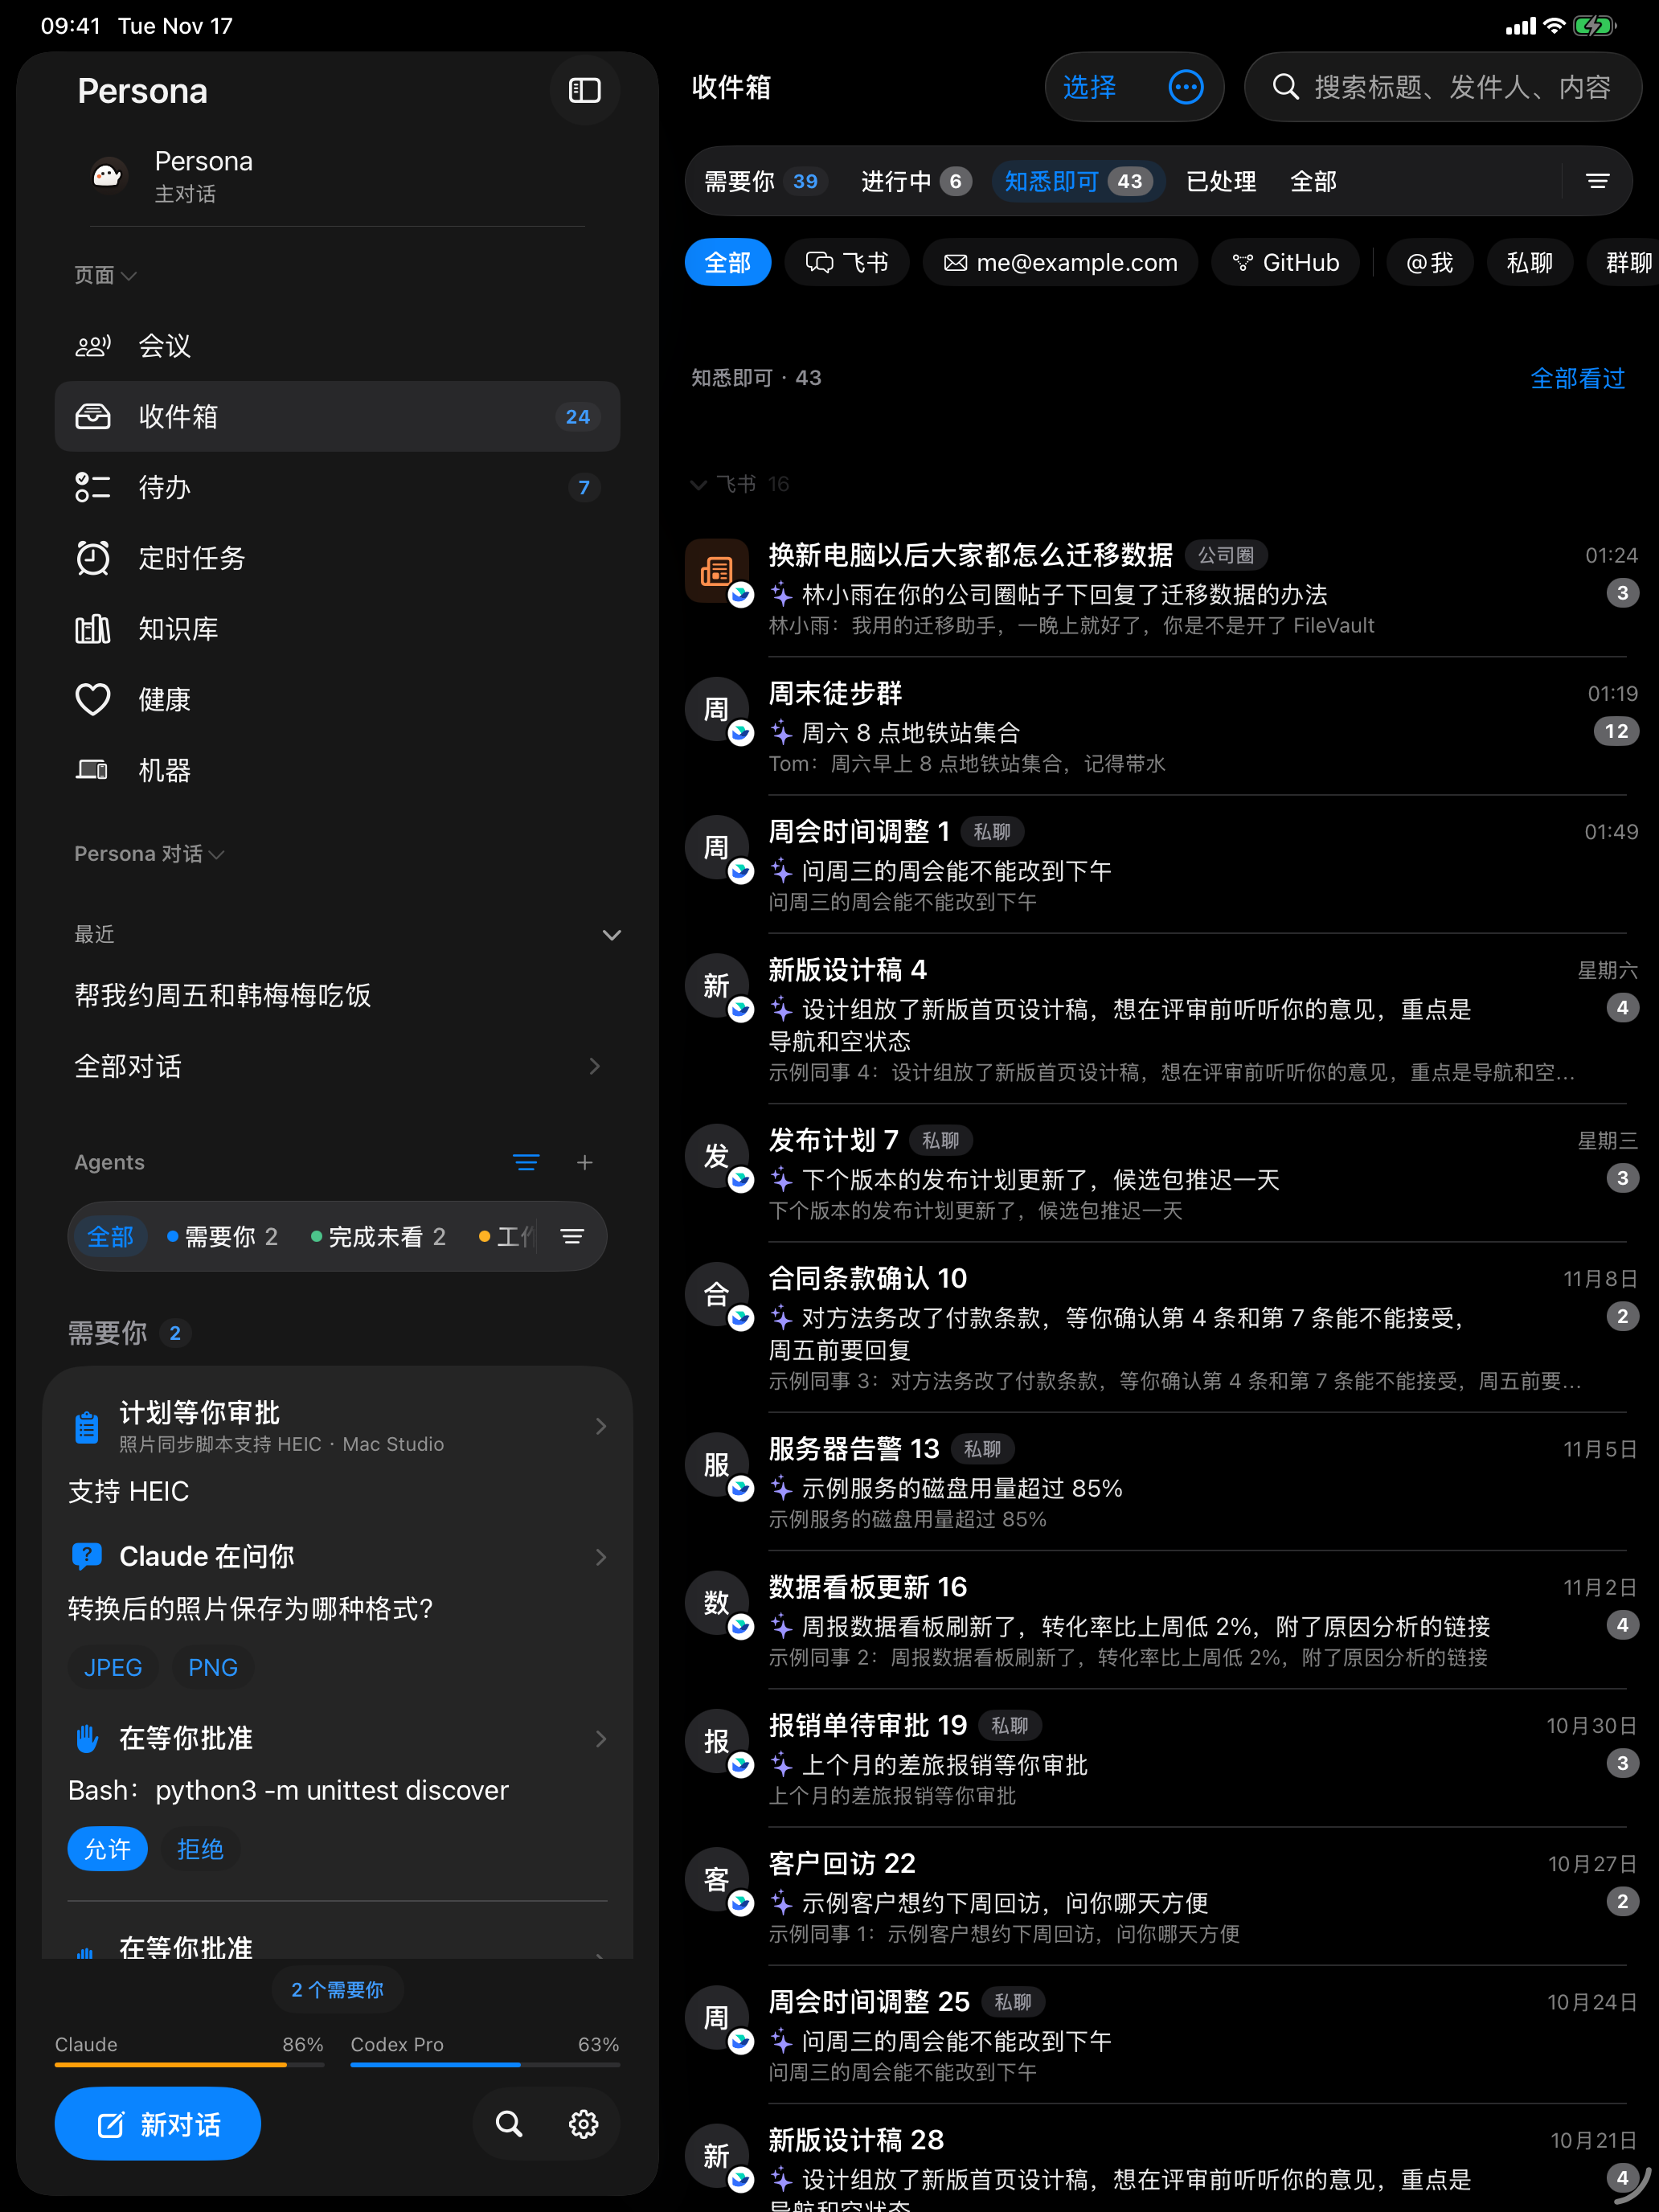 09:41 Tue Nov 17
Persona
Persona
主对话
页面
会议
收件箱 24
待办 7
定时任务
知识库
健康
机器
Persona 对话
最近
帮我约周五和韩梅梅吃饭
全部对话
Agents
全部 需要你 2 完成未看 2
需要你 2
计划等你审批
照片同步脚本支持 HEIC · Mac Studio
支持 HEIC
Claude 在问你
转换后的照片保存为哪种格式？
JPEG PNG
在等你批准
Bash：python3 -m unittest discover
允许 拒绝
在等你批准
2 个需要你
Claude 86% Codex Pro 63%
新对话
收件箱 选择 搜索标题、发件人、内容
需要你 39 进行中 6 知悉即可 43 已处理 全部
全部 飞书 me@example.com GitHub @我 私聊 群聊
知悉即可 · 43 全部看过
飞书 16
换新电脑以后大家都怎么迁移数据 公司圈 01:24
林小雨在你的公司圈帖子下回复了迁移数据的办法 3
林小雨：我用的迁移助手，一晚上就好了，你是不是开了 FileVault
周 周末徒步群 01:19
周六 8 点地铁站集合 12
Tom：周六早上 8 点地铁站集合，记得带水
周 周会时间调整 1 私聊 01:49
问周三的周会能不能改到下午
问周三的周会能不能改到下午
新 新版设计稿 4 星期六
设计组放了新版首页设计稿，想在评审前听听你的意见，重点是 4
导航和空状态
示例同事 4：设计组放了新版首页设计稿，想在评审前听听你的意见，重点是导航和空...
发 发布计划 7 私聊 星期三
下个版本的发布计划更新了，候选包推迟一天 3
下个版本的发布计划更新了，候选包推迟一天
合 合同条款确认 10 11月8日
对方法务改了付款条款，等你确认第 4 条和第 7 条能不能接受， 2
周五前要回复
示例同事 3：对方法务改了付款条款，等你确认第 4 条和第 7 条能不能接受，周五前要...
服 服务器告警 13 私聊 11月5日
示例服务的磁盘用量超过 85%
示例服务的磁盘用量超过 85%
数 数据看板更新 16 11月2日
周报数据看板刷新了，转化率比上周低 2%，附了原因分析的链接 4
示例同事 2：周报数据看板刷新了，转化率比上周低 2%，附了原因分析的链接
报 报销单待审批 19 私聊 10月30日
上个月的差旅报销等你审批 3
上个月的差旅报销等你审批
客 客户回访 22 10月27日
示例客户想约下周回访，问你哪天方便 2
示例同事 1：示例客户想约下周回访，问你哪天方便
周 周会时间调整 25 私聊 10月24日
问周三的周会能不能改到下午
问周三的周会能不能改到下午
新 新版设计稿 28 10月21日
设计组放了新版首页设计稿，想在评审前听听你的意见，重点是 4
导航和空状态